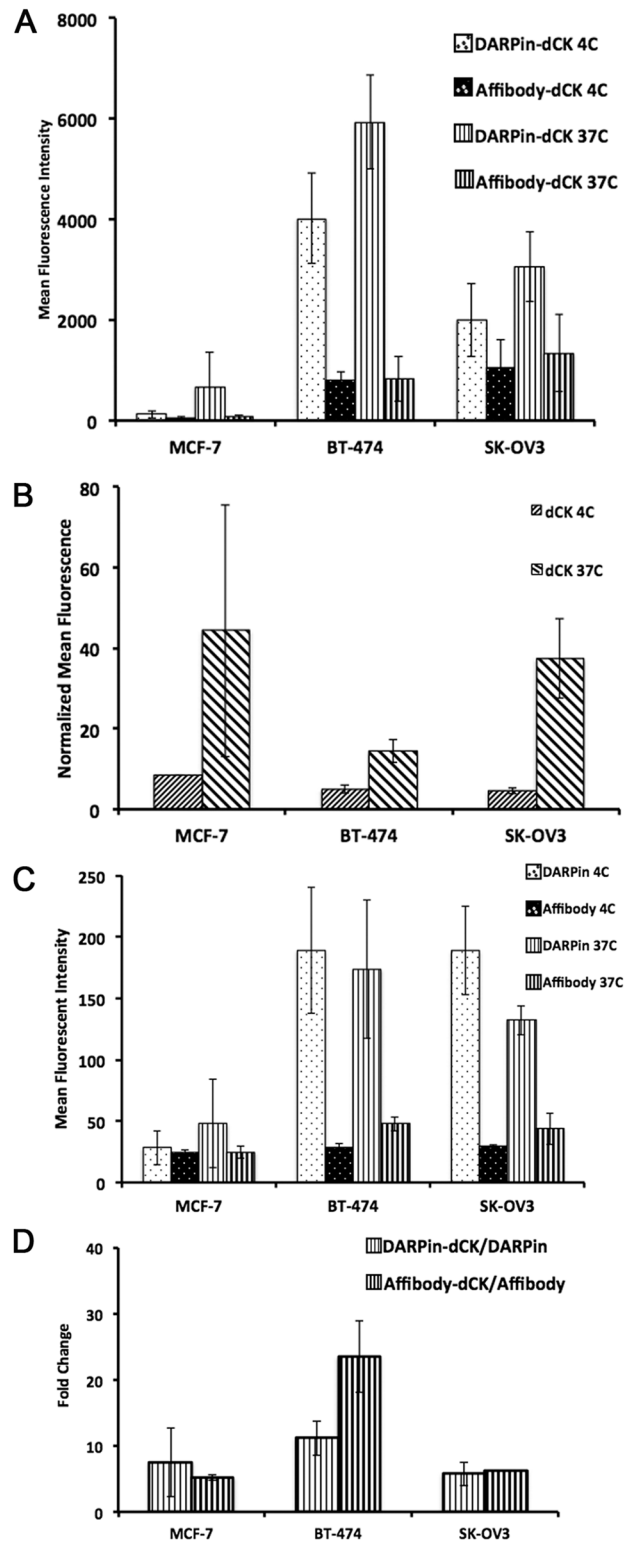 A
8000
6000
4000
2000
0
Mean Fluorescence Intensity
DARPin-dCK 4C
Affibody-dCK 4C
DARPin-dCK 37C
Affibody-dCK 37C
MCF-7 BT-474 SK-OV3
B
80
60
40
20
0
Normalized Mean Fluorescence
dCK 4C
dCK 37C
MCF-7 BT-474 SK-OV3
C
250
200
150
100
50
0
Mean Fluorescent Intensity
DARPin 4C
Affibody 4C
DARPin 37C
Affibody 37C
MCF-7 BT-474 SK-OV3
D
40
30
20
10
0
Fold Change
DARPin-dCK/DARPin
Affibody-dCK/Affibody
MCF-7 BT-474 SK-OV3